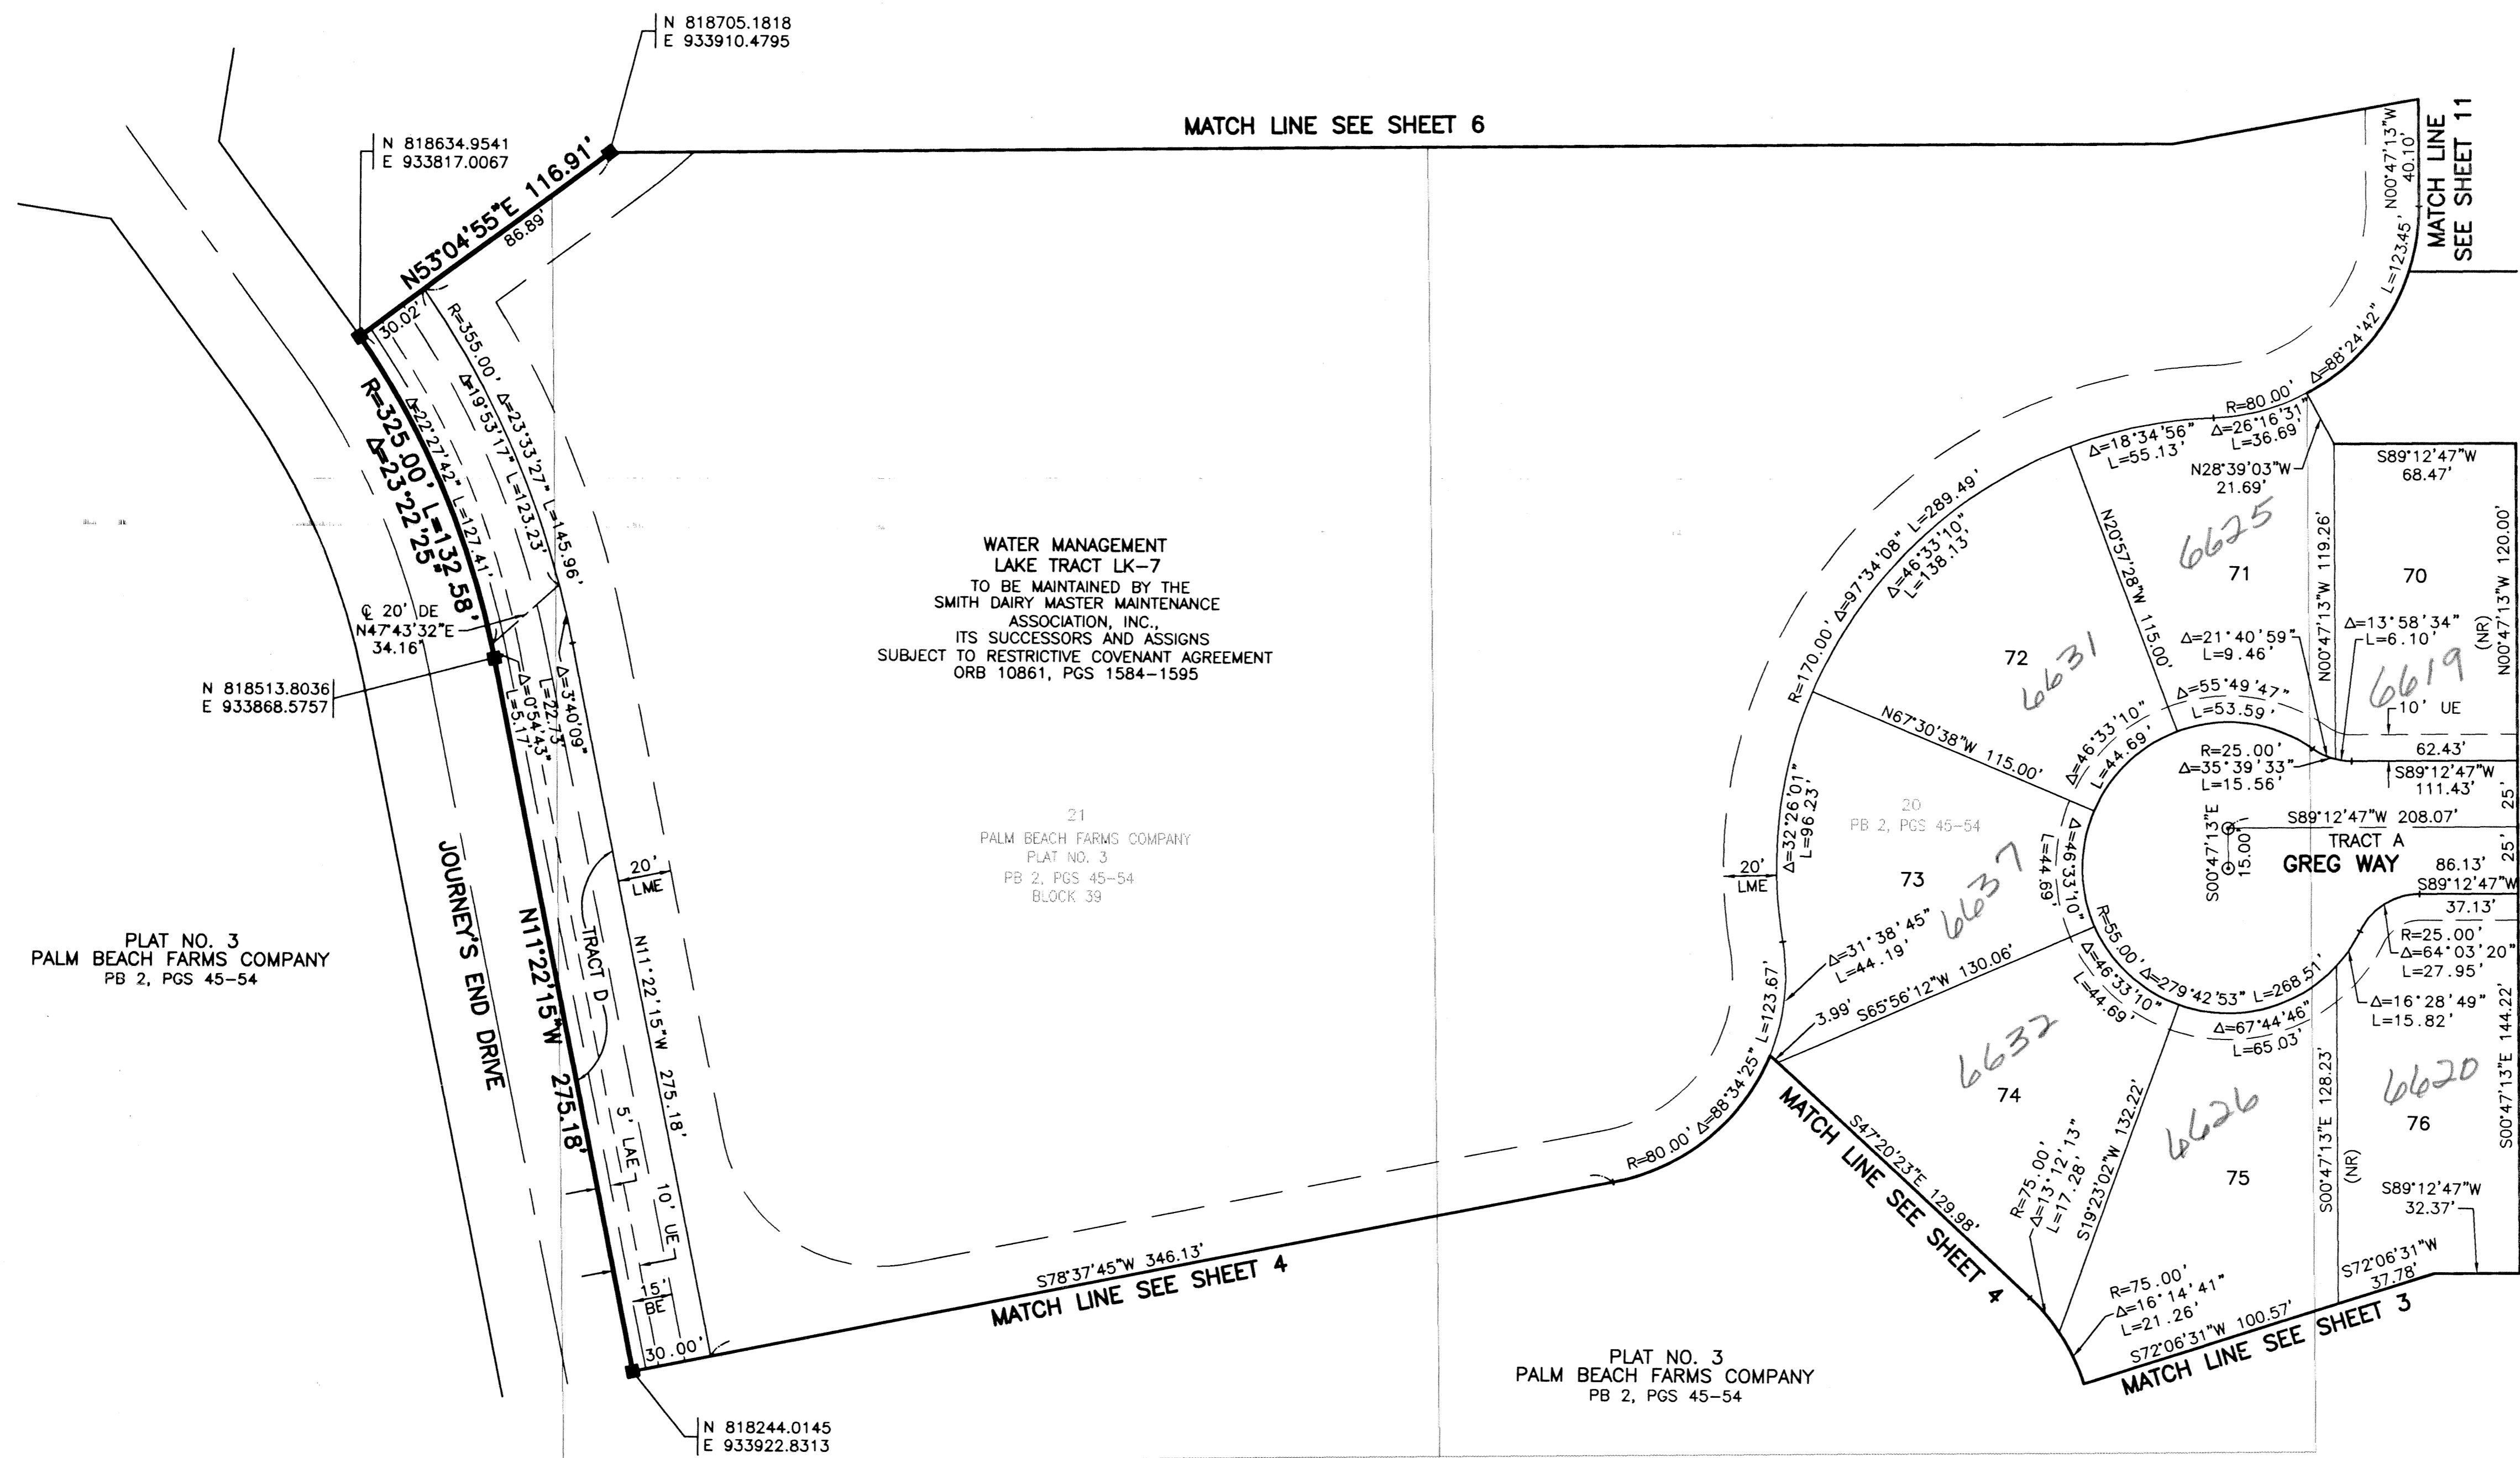 N 818705.1818
E 933910.4795
N 818634.9541
E 933817.0067
N53°04'55"E 116.91'
86.89'
30.02'
MATCH LINE SEE SHEET 6
MATCH LINE
SEE SHEET 11
N00°47'13"W
40.10'
R=325.00' L=132.58'
Δ=23°22'25"
Δ=22°27'42" L=127.41'
Δ=19°53'17" L=123.23'
R=355.00' Δ=23°33'27" L=145.96'
℄ 20' DE
N47°43'32"E
34.16"
N 818513.8036
E 933868.5757
Δ=0°54'43"
L=5.17'
L=22.73'
Δ=3°40'09"
WATER MANAGEMENT
LAKE TRACT LK-7
TO BE MAINTAINED BY THE
SMITH DAIRY MASTER MAINTENANCE
ASSOCIATION, INC.,
ITS SUCCESSORS AND ASSIGNS
SUBJECT TO RESTRICTIVE COVENANT AGREEMENT
ORB 10861, PGS 1584-1595
21
PALM BEACH FARMS COMPANY
PLAT NO. 3
PB 2, PGS 45-54
BLOCK 39
PLAT NO. 3
PALM BEACH FARMS COMPANY
PB 2, PGS 45-54
JOURNEY'S END DRIVE
N11°22'15"W 275.18'
TRACT D
20'
LME
N11°22'15"W 275.18'
5' LAE
10' UE
15'
BE
30.00'
N 818244.0145
E 933922.8313
S78°37'45"W 346.13'
MATCH LINE SEE SHEET 4
PLAT NO. 3
PALM BEACH FARMS COMPANY
PB 2, PGS 45-54
Δ=88°24'42" L=123.45'
R=80.00'
Δ=26°16'31"
L=36.69'
Δ=18°34'56"
L=55.13'
N28°39'03"W
21.69'
R=170.00' Δ=97°34'08" L=289.49'
Δ=46°33'10"
L=138.13'
N20°57'28"W 115.00'
6625
71
N00°47'13"W 119.26'
S89°12'47"W
68.47'
70
N00°47'13"W 120.00'
(NR)
Δ=13°58'34"
L=6.10'
6619
Δ=21°40'59"
L=9.46'
72
6631
Δ=55°49'47"
L=53.59'
10' UE
62.43'
S89°12'47"W
111.43'
R=25.00'
Δ=35°39'33"
L=15.56'
N67°30'38"W 115.00'
Δ=46°33'10"
L=44.69'
Δ=32°26'01"
L=96.23'
20
PB 2, PGS 45-54
20'
LME
73
6637
Δ=46°33'10"
L=44.69'
S00°47'13"E
15.00'
S89°12'47"W 208.07'
TRACT A
GREG WAY
25'
25'
86.13'
S89°12'47"W
37.13'
R=25.00'
Δ=64°03'20"
L=27.95'
R=55.00' Δ=279°42'53" L=268.51'
Δ=46°33'10"
L=44.69'
Δ=67°44'46"
L=65.03'
Δ=16°28'49"
L=15.82'
Δ=31°38'45"
L=44.19'
3.99'
S65°56'12"W 130.06'
R=80.00' Δ=88°34'25" L=123.67'
6632
74
S47°20'23"E 129.98'
MATCH LINE SEE SHEET 4
R=75.00'
Δ=13°12'13"
L=17.28'
S19°23'02"W 132.22'
6626
75
S00°47'13"E 128.23'
(NR)
6620
76
S00°47'13"E 144.22'
S89°12'47"W
32.37'
S72°06'31"W
37.78'
R=75.00'
Δ=16°14'41"
L=21.26'
S72°06'31"W 100.57'
MATCH LINE SEE SHEET 3